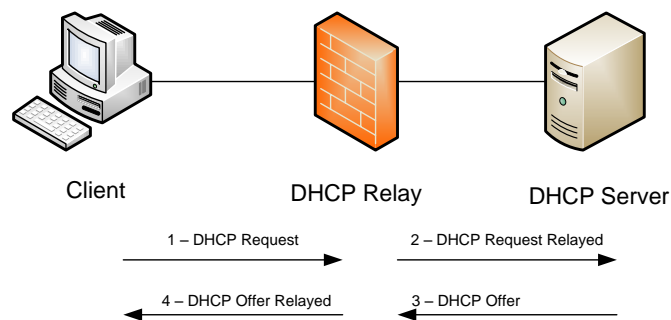 Client
DHCP Relay
DHCP Server
1 – DHCP Request
2 – DHCP Request Relayed
4 – DHCP Offer Relayed
3 – DHCP Offer